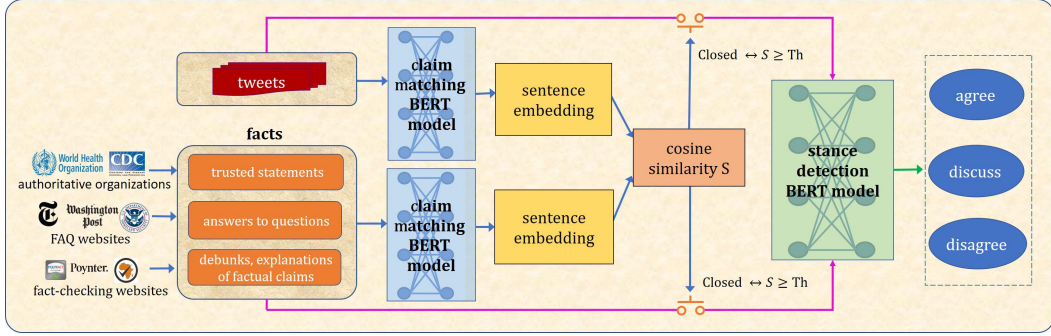 tweets
claim
matching
BERT
model
sentence
embedding
Closed ↔ S ≥ Th
cosine
similarity S
stance
detection
BERT model
agree
discuss
disagree
facts
World Health
Organization
CDC
authoritative organizations
trusted statements
Washington
Post
FAQ websites
answers to questions
Poynter.
fact-checking websites
debunks, explanations
of factual claims
claim
matching
BERT
model
sentence
embedding
Closed ↔ S ≥ Th